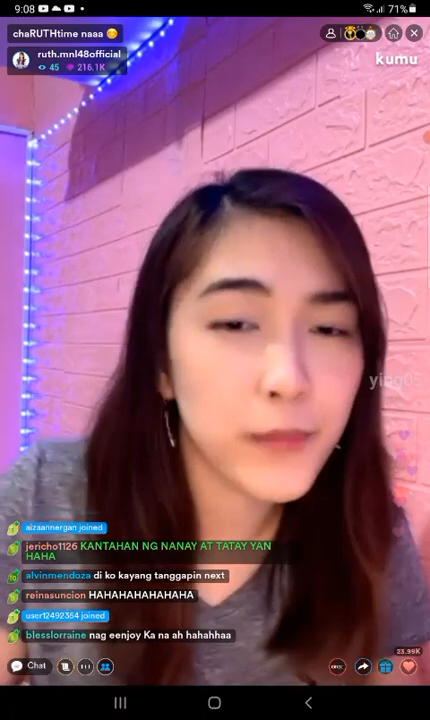 9:08
71%
chaRUTHtime naaa
ruth.mnl48official
45 216.1K
kumu
aizaannergan joined
jericho1126 KANTAHAN NG NANAY AT TATAY YAN
HAHA
alvinmendoza di ko kayang tanggapin next
reinasuncion HAHAHAHAHAHAHA
user12492354 joined
blesslorraine nag eenjoy Ka na ah hahahhaa
23.99K
Chat